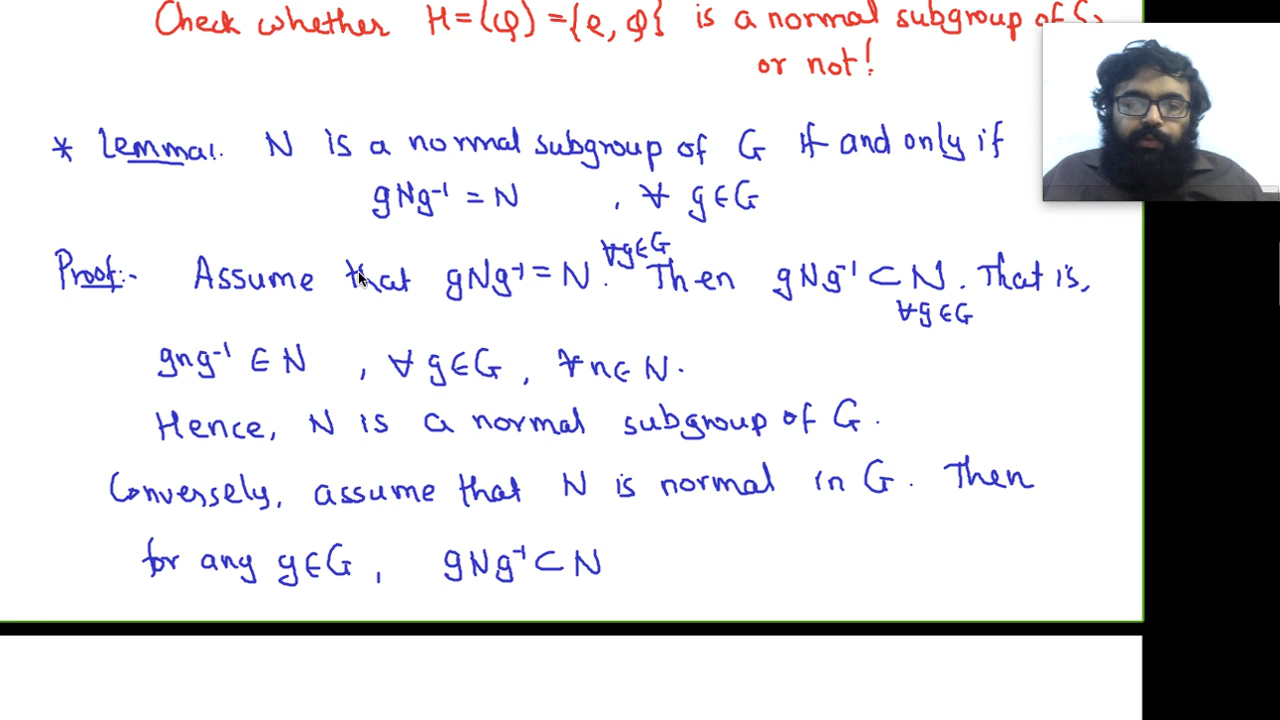 Check whether H=(φ)={e, φ} is a normal subgroup of G
or not!
* Lemma1. N is a normal subgroup of G if and only if
gNg⁻¹ = N , ∀ g∈G
Proof:- Assume that gNg⁻¹ = N. ∀g∈G Then gNg⁻¹ ⊂ N. That is,
∀g∈G
gng⁻¹ ∈ N , ∀ g∈G , ∀n∈N.
Hence, N is a normal subgroup of G.
Conversely, assume that N is normal in G. Then
for any g∈G, gNg⁻¹ ⊂ N